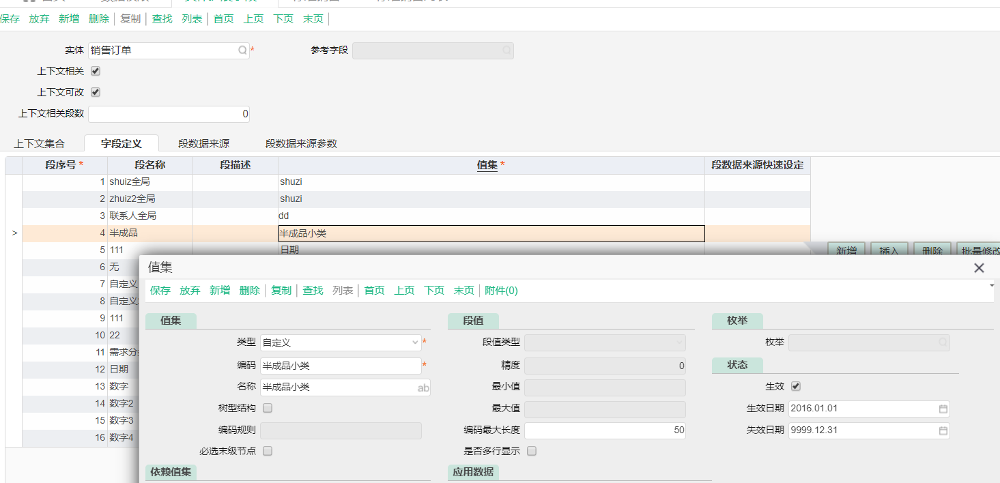 保存 放弃 新增 删除 复制 查找 列表 首页 上页 下页 末页
实体 销售订单 * 参考字段
上下文相关
上下文可改
上下文相关段数 0
上下文集合 字段定义 段数据来源 段数据来源参数
段序号 * 段名称 段描述 值集 * 段数据来源快速设定
1 shuiz全局 shuzi
2 zhuiz2全局 shuzi
3 联系人全局 dd
> 4 半成品 半成品小类
5 111 日期
新增 插入 删除 批量修改
6 无
7 自定义
8 自定义
9 111
10 22
11 需求分
12 日期
13 数字
14 数字2
15 数字3
16 数字4
值集
保存 放弃 新增 删除 复制 查找 列表 首页 上页 下页 末页 附件(0)
值集 段值 枚举
类型 自定义 * 段值类型 枚举
编码 半成品小类 * 精度 0 状态
名称 半成品小类 ab 最小值 生效
树型结构 最大值 生效日期 2016.01.01
编码规则 编码最大长度 50 失效日期 9999.12.31
必选末级节点 是否多行显示
依赖值集 应用数据